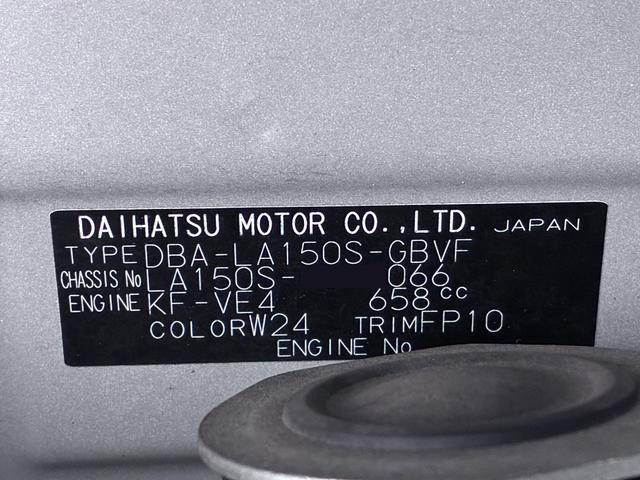 DAIHATSU MOTOR CO.,LTD. JAPAN
TYPE DBA-LA150S-GBVF
CHASSIS No LA150S- 066
ENGINE KF-VE4 658cc
COLOR W24 TRIM FP10
ENGINE No